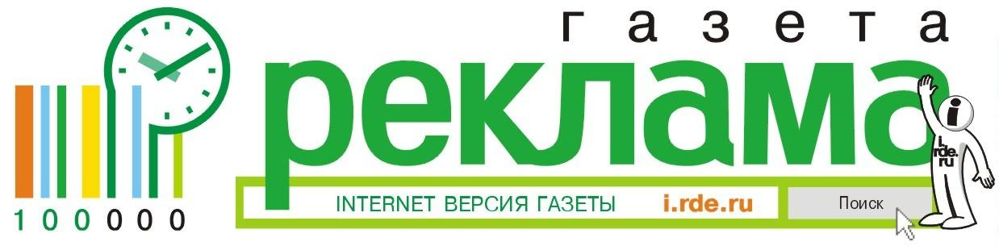 газета
реклама
INTERNET ВЕРСИЯ ГАЗЕТЫ i.rde.ru Поиск
100000
i
i.
rde.
ru